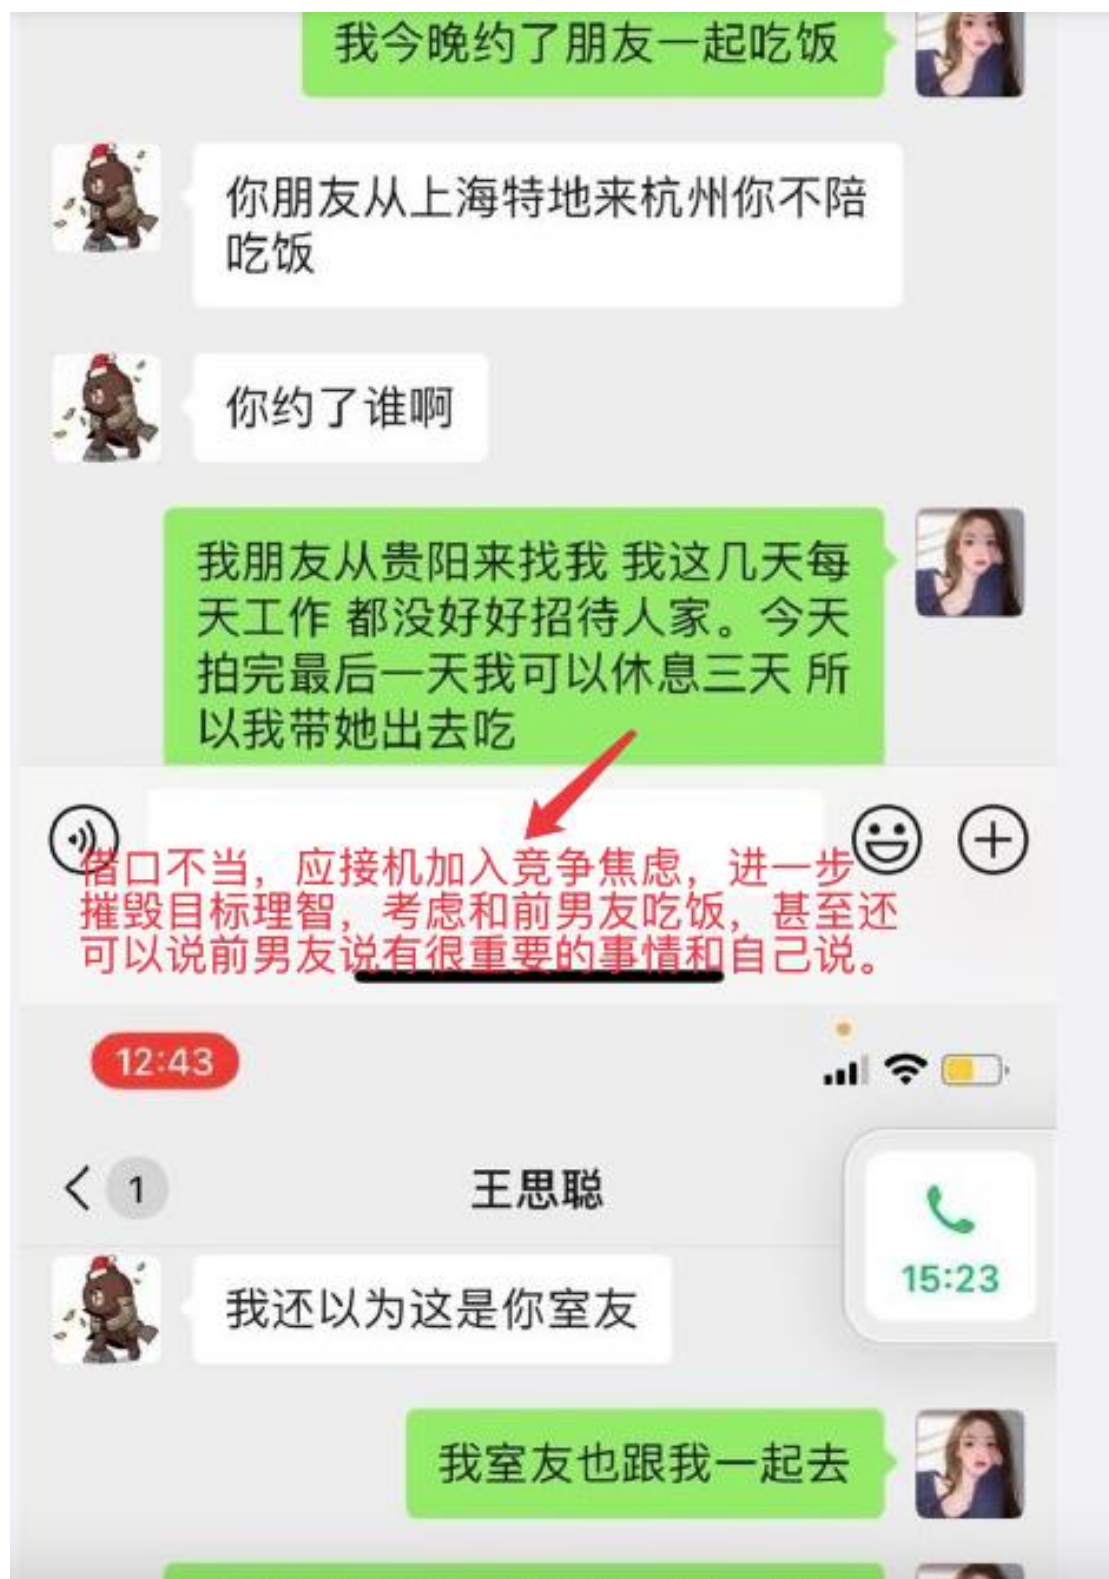 我今晚约了朋友一起吃饭
你朋友从上海特地来杭州你不陪
吃饭
你约了谁啊
我朋友从贵阳来找我 我这几天每
天工作 都没好好招待人家。今天
拍完最后一天我可以休息三天 所
以我带她出去吃
借口不当，应接机加入竞争焦虑，进一步
摧毁目标理智，考虑和前男友吃饭，甚至还
可以说前男友说有很重要的事情和自己说。
12:43
1
王思聪
15:23
我还以为这是你室友
我室友也跟我一起去